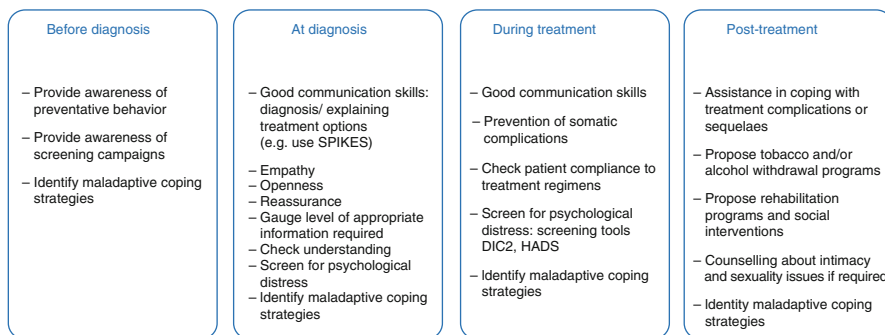 Before diagnosis
– Provide awareness of
preventative behavior
– Provide awareness of
screening campaigns
– Identify maladaptive coping
strategies
At diagnosis
– Good communication skills:
diagnosis/ explaining
treatment options
(e.g. use SPIKES)
– Empathy
– Openness
– Reassurance
– Gauge level of appropriate
information required
– Check understanding
– Screen for psychological
distress
– Identify maladaptive coping
strategies
During treatment
– Good communication skills
– Prevention of somatic
complications
– Check patient compliance to
treatment regimens
– Screen for psychological
distress: screening tools
DIC2, HADS
– Identify maladaptive coping
strategies
Post-treatment
– Assistance in coping with
treatment complications or
sequelaes
– Propose tobacco and/or
alcohol withdrawal programs
– Propose rehabilitation
programs and social
interventions
– Counselling about intimacy
and sexuality issues if required
– Identity maladaptive coping
strategies